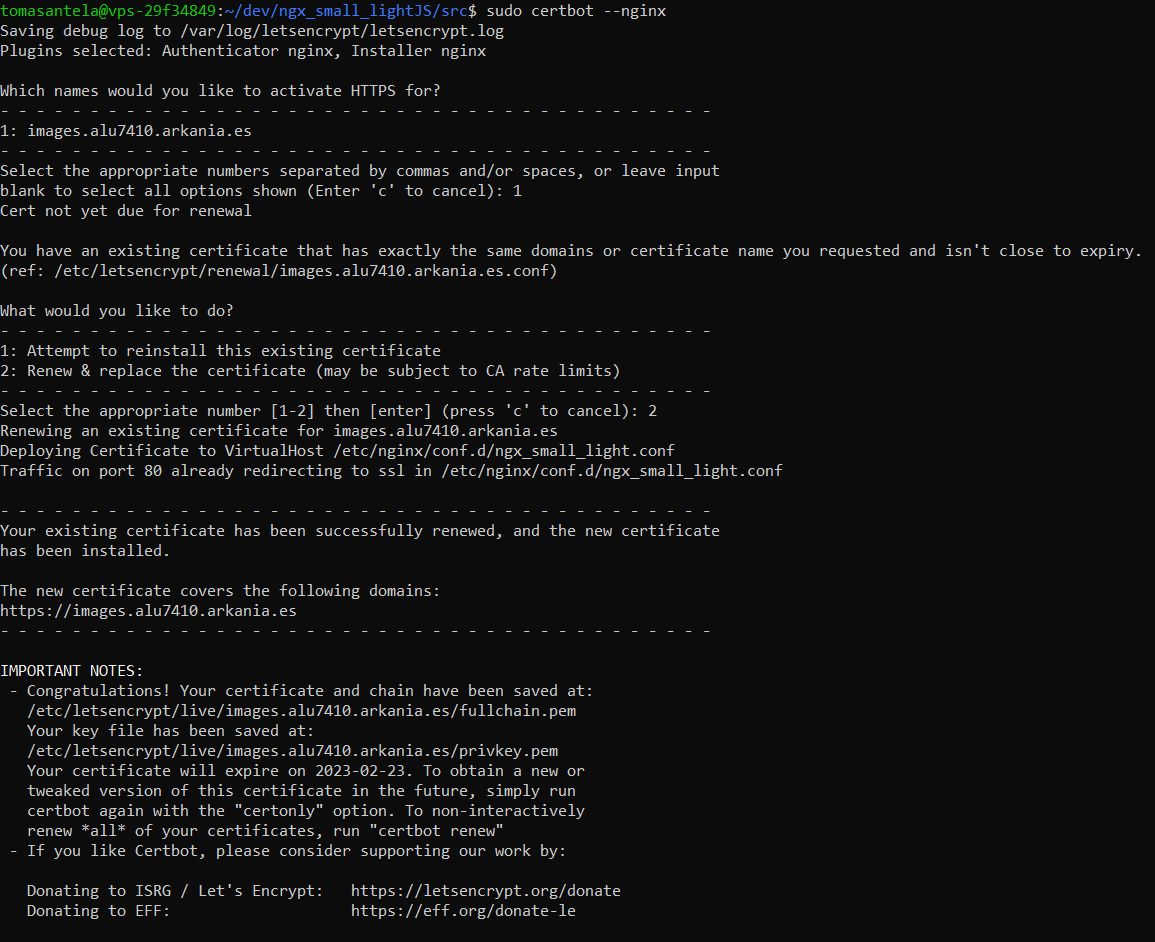 tomasantela@vps-29f34849:~/dev/ngx_small_lightJS/src$ sudo certbot --nginx
Saving debug log to /var/log/letsencrypt/letsencrypt.log
Plugins selected: Authenticator nginx, Installer nginx

Which names would you like to activate HTTPS for?
- - - - - - - - - - - - - - - - - - - - - - - - - - - - - - - - - - - - - - - -
1: images.alu7410.arkania.es
- - - - - - - - - - - - - - - - - - - - - - - - - - - - - - - - - - - - - - - -
Select the appropriate numbers separated by commas and/or spaces, or leave input
blank to select all options shown (Enter 'c' to cancel): 1
Cert not yet due for renewal

You have an existing certificate that has exactly the same domains or certificate name you requested and isn't close to expiry.
(ref: /etc/letsencrypt/renewal/images.alu7410.arkania.es.conf)

What would you like to do?
- - - - - - - - - - - - - - - - - - - - - - - - - - - - - - - - - - - - - - - -
1: Attempt to reinstall this existing certificate
2: Renew & replace the certificate (may be subject to CA rate limits)
- - - - - - - - - - - - - - - - - - - - - - - - - - - - - - - - - - - - - - - -
Select the appropriate number [1-2] then [enter] (press 'c' to cancel): 2
Renewing an existing certificate for images.alu7410.arkania.es
Deploying Certificate to VirtualHost /etc/nginx/conf.d/ngx_small_light.conf
Traffic on port 80 already redirecting to ssl in /etc/nginx/conf.d/ngx_small_light.conf

- - - - - - - - - - - - - - - - - - - - - - - - - - - - - - - - - - - - - - - -
Your existing certificate has been successfully renewed, and the new certificate
has been installed.

The new certificate covers the following domains:
https://images.alu7410.arkania.es
- - - - - - - - - - - - - - - - - - - - - - - - - - - - - - - - - - - - - - - -

IMPORTANT NOTES:
 - Congratulations! Your certificate and chain have been saved at:
   /etc/letsencrypt/live/images.alu7410.arkania.es/fullchain.pem
   Your key file has been saved at:
   /etc/letsencrypt/live/images.alu7410.arkania.es/privkey.pem
   Your certificate will expire on 2023-02-23. To obtain a new or
   tweaked version of this certificate in the future, simply run
   certbot again with the "certonly" option. To non-interactively
   renew *all* of your certificates, run "certbot renew"
 - If you like Certbot, please consider supporting our work by:

   Donating to ISRG / Let's Encrypt:   https://letsencrypt.org/donate
   Donating to EFF:                    https://eff.org/donate-le